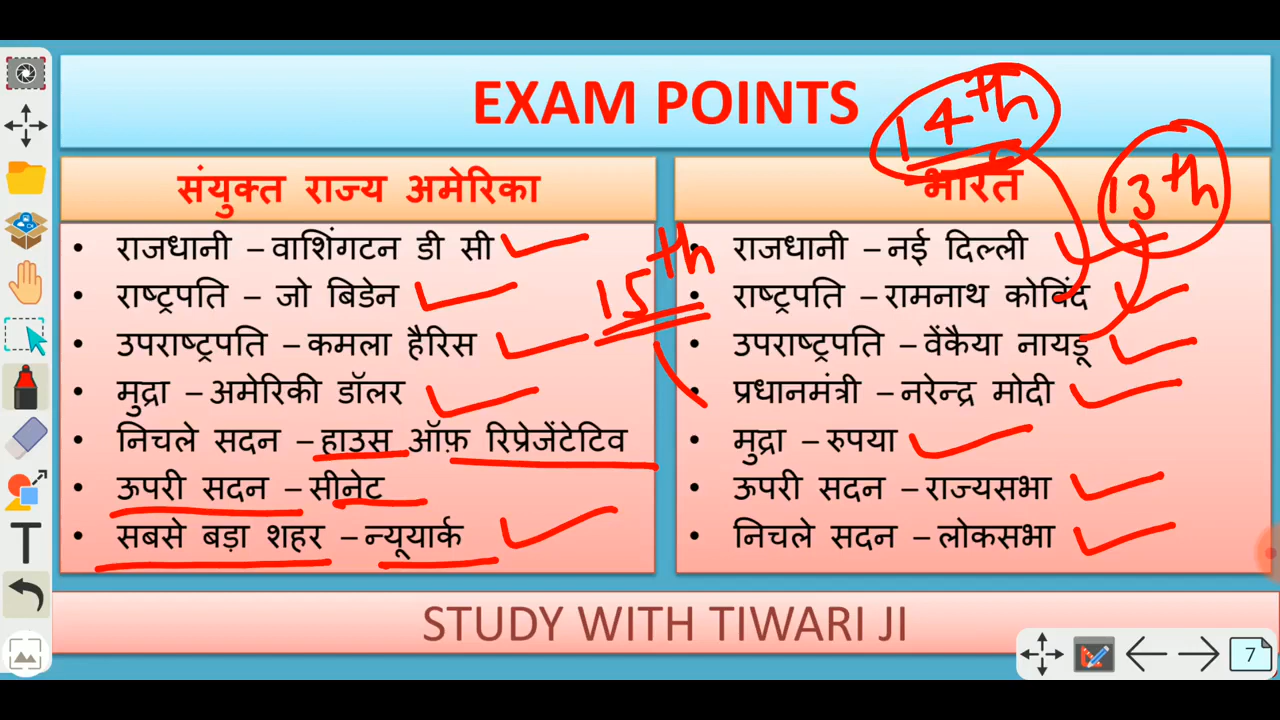 EXAM POINTS
14th
13th
संयुक्त राज्य अमेरिका
• राजधानी – वाशिंगटन डी सी
• राष्ट्रपति – जो बिडेन
• उपराष्ट्रपति – कमला हैरिस
• मुद्रा – अमेरिकी डॉलर
• निचले सदन – हाउस ऑफ़ रिप्रेजेंटेटिव
• ऊपरी सदन – सीनेट
• सबसे बड़ा शहर – न्यूयार्क
15th
भारत
• राजधानी – नई दिल्ली
• राष्ट्रपति – रामनाथ कोविंद
• उपराष्ट्रपति – वेंकैया नायडू
• प्रधानमंत्री – नरेन्द्र मोदी
• मुद्रा – रुपया
• ऊपरी सदन – राज्यसभा
• निचले सदन – लोकसभा
STUDY WITH TIWARI JI
T
7